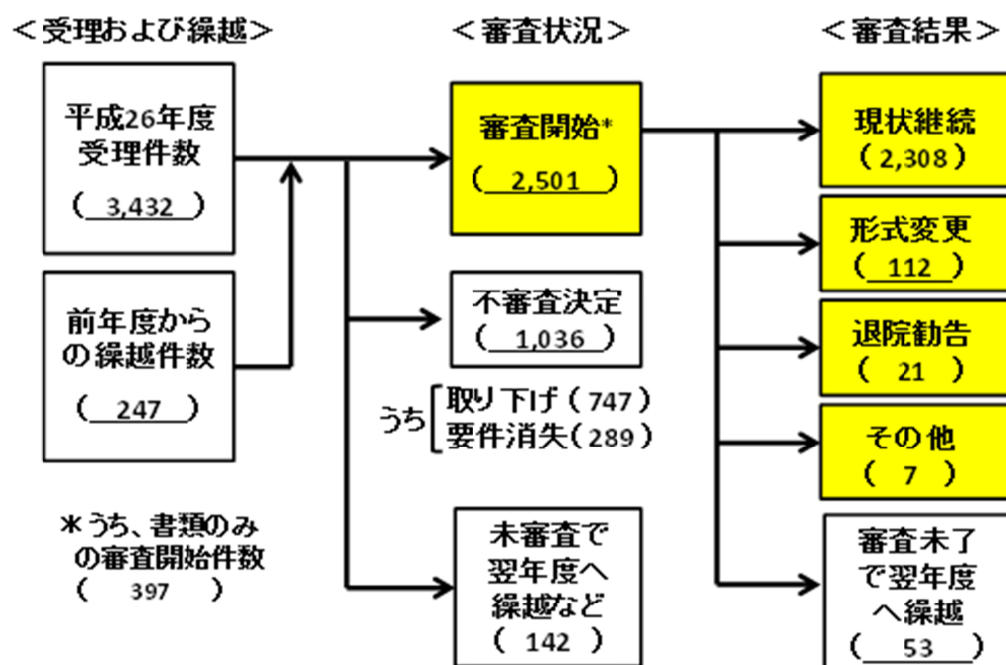 ＜受理および繰越＞
平成26年度
受理件数
( 3,432 )
前年度から
の繰越件数
( 247 )
＊うち、書類のみ
の審査開始件数
( 397 )
＜審査状況＞
審査開始*
( 2,501 )
不審査決定
( 1,036 )
うち
取り下げ (747)
要件消失(289)
未審査で
翌年度へ
繰越など
( 142 )
＜審査結果＞
現状継続
(2,308)
形式変更
( 112 )
退院勧告
( 21 )
その他
( 7 )
審査未了
で翌年度
へ繰越
( 53 )